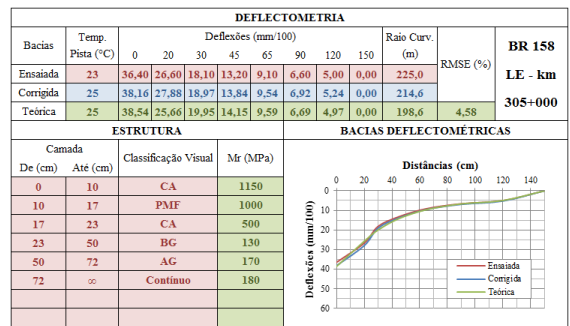 DEFLECTOMETRIA
Bacias Temp. Pista (°C) Deflexões (mm/100) Raio Curv. (m) RMSE (%) BR 158 LE - km 305+000
0 20 30 45 65 90 120 150
Ensaiada 23 36,40 26,60 18,10 13,20 9,10 6,60 5,00 0,00 225,0
Corrigida 25 38,16 27,88 18,97 13,84 9,54 6,92 5,24 0,00 214,6
Teórica 25 38,54 25,66 19,95 14,15 9,59 6,69 4,97 0,00 198,6 4,58
ESTRUTURA BACIAS DEFLECTOMÉTRICAS
Camada Classificação Visual Mr (MPa)
De (cm) Até (cm)
0 10 CA 1150
10 17 PMF 1000
17 23 CA 500
23 50 BG 130
50 72 AG 170
72 ∞ Contínuo 180
Distâncias (cm)
0 20 40 60 80 100 120 140
Deflexões (mm/100)
0
10
20
30
40
50
60
Ensaiada
Corrigida
Teórica